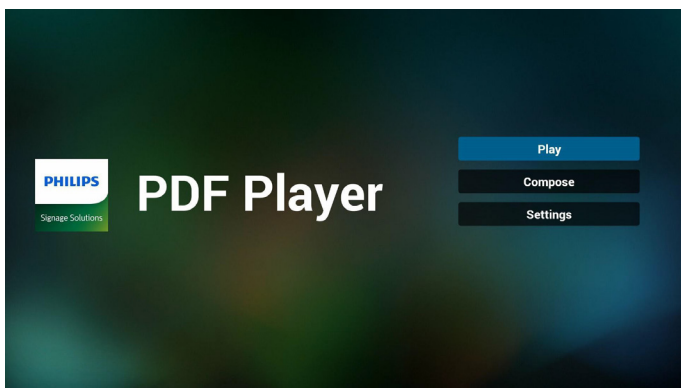 PHILIPS
Signage Solutions
PDF Player
Play
Compose
Settings